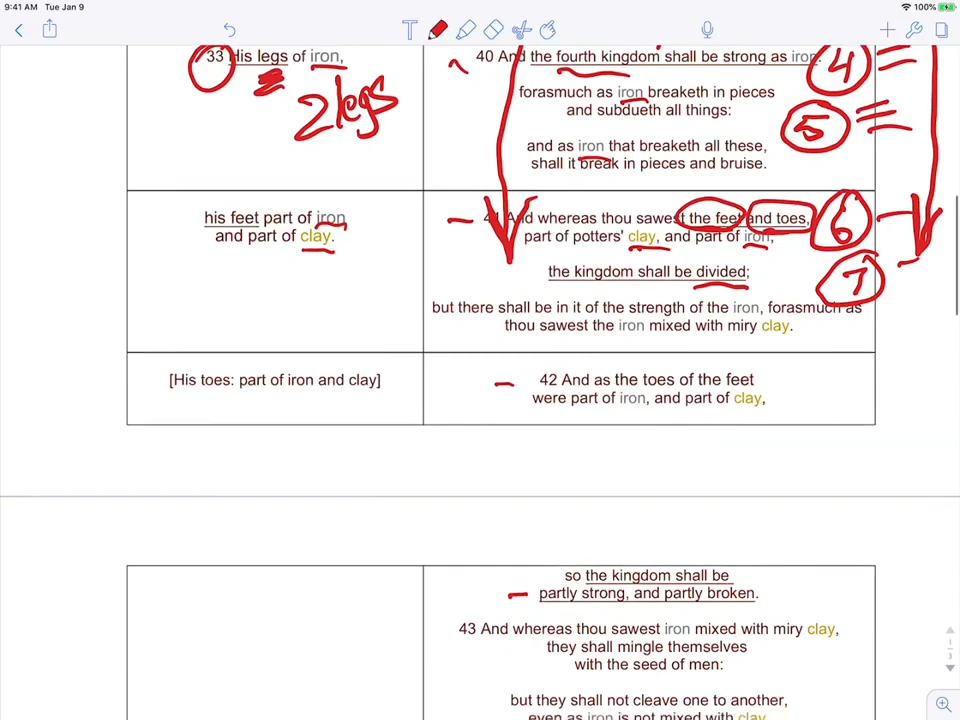 9:41 AM Tue Jan 9
100%
33 His legs of iron,
2 legs
40 And the fourth kingdom shall be strong as iron:
forasmuch as iron breaketh in pieces
and subdueth all things:
and as iron that breaketh all these,
shall it break in pieces and bruise.
4
5
his feet part of iron
and part of clay.
41 And whereas thou sawest the feet and toes,
part of potters' clay, and part of iron,
the kingdom shall be divided;
but there shall be in it of the strength of the iron, forasmuch as
thou sawest the iron mixed with miry clay.
6
7
[His toes: part of iron and clay]
42 And as the toes of the feet
were part of iron, and part of clay,
so the kingdom shall be
partly strong, and partly broken.
43 And whereas thou sawest iron mixed with miry clay,
they shall mingle themselves
with the seed of men:
but they shall not cleave one to another,
even as iron is not mixed with clay